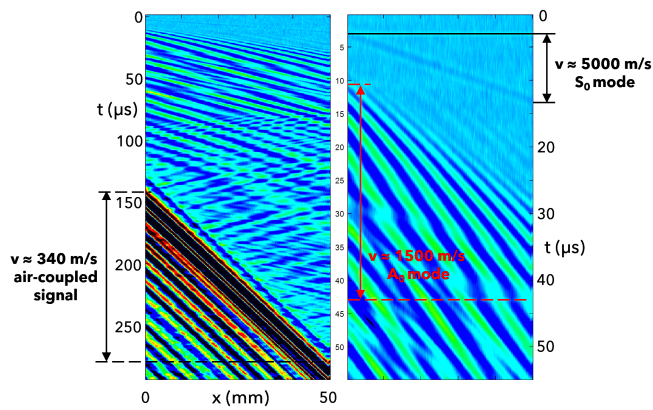 0
50
t (μs)
100
150
200
250
v ≈ 340 m/s
air-coupled
signal
0
x (mm)
50
5
10
15
20
25
30
35
40
45
50
v ≈ 1500 m/s
A₀ mode
0
10
20
30
t (μs)
40
50
v ≈ 5000 m/s
S₀ mode